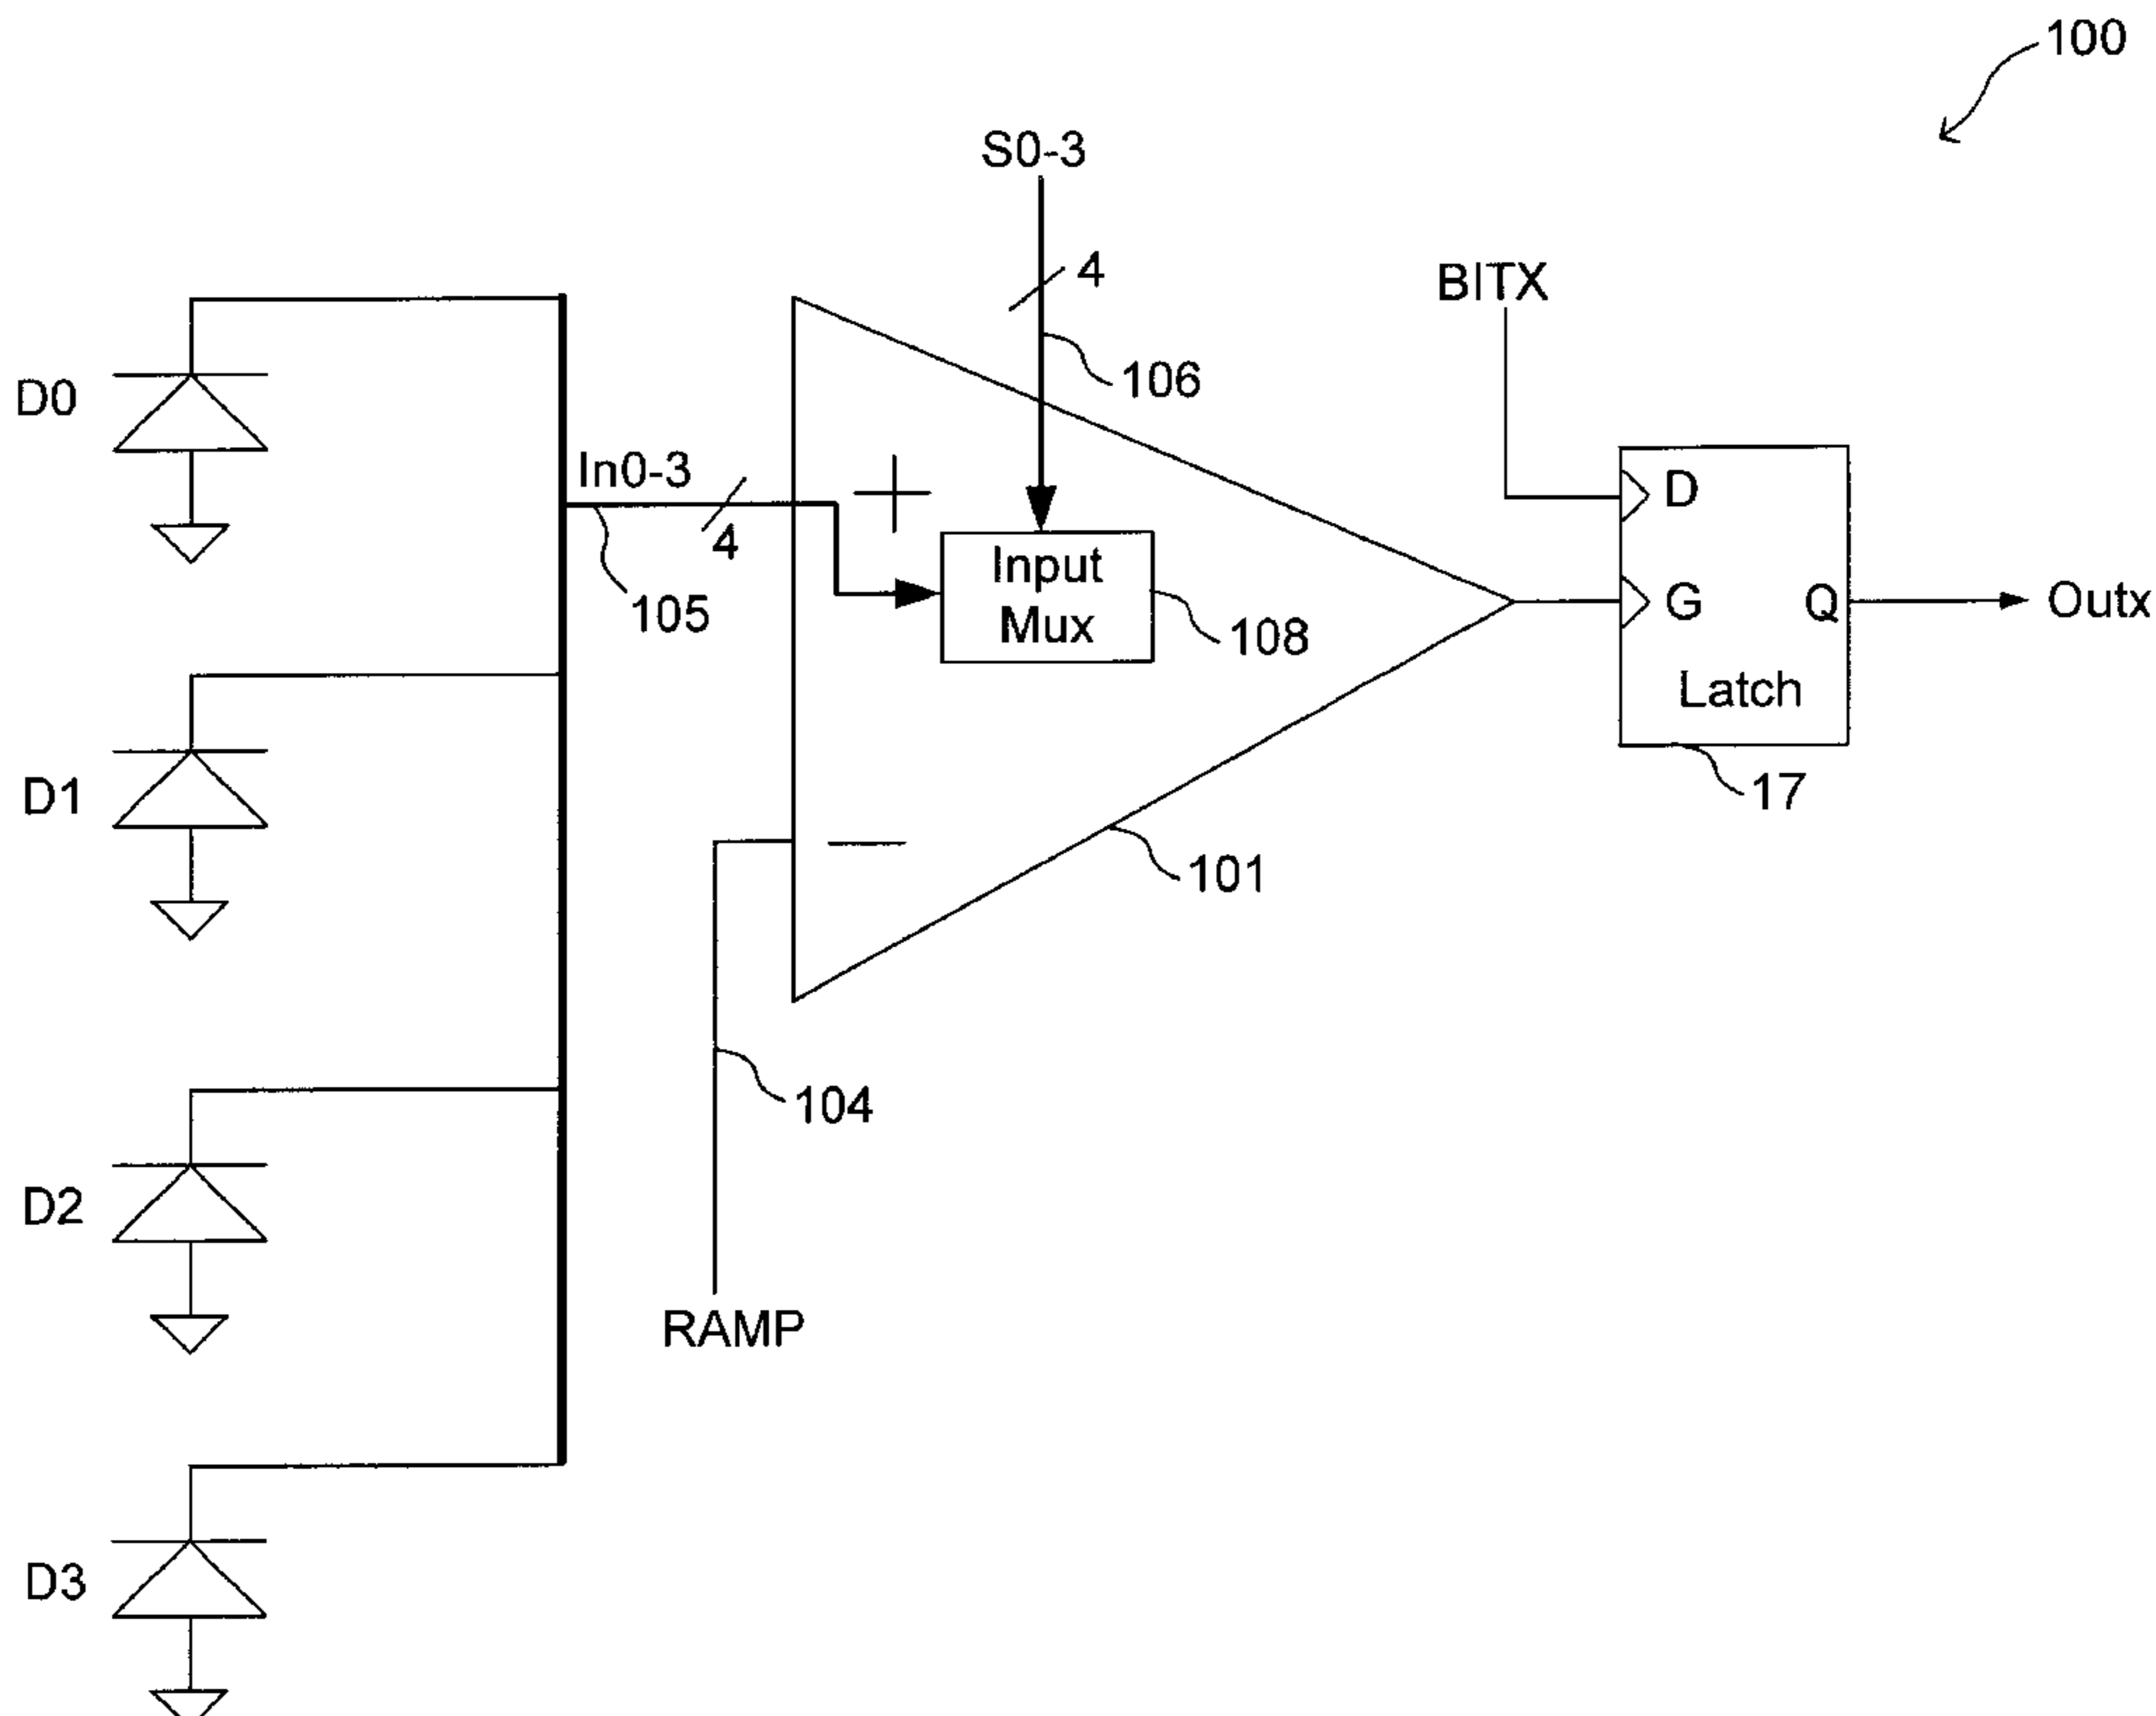 100
S0-3
4
BITX
106
D0
In0-3
4
+
105
Input
Mux
108
D
G
Q
Outx
Latch
17
D1
−
101
104
D2
RAMP
D3